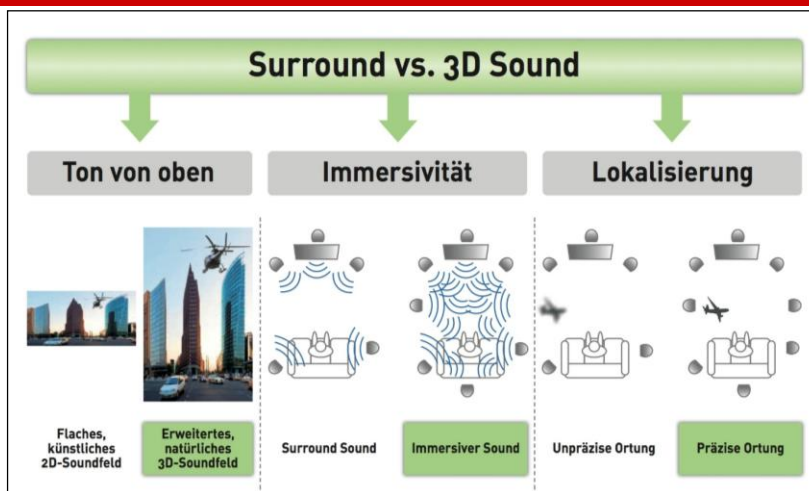 Surround vs. 3D Sound
Ton von oben
Immersivität
Lokalisierung
Flaches,
künstliches
2D-Soundfeld
Erweitertes,
natürliches
3D-Soundfeld
Surround Sound
Immersiver Sound
Unpräzise Ortung
Präzise Ortung